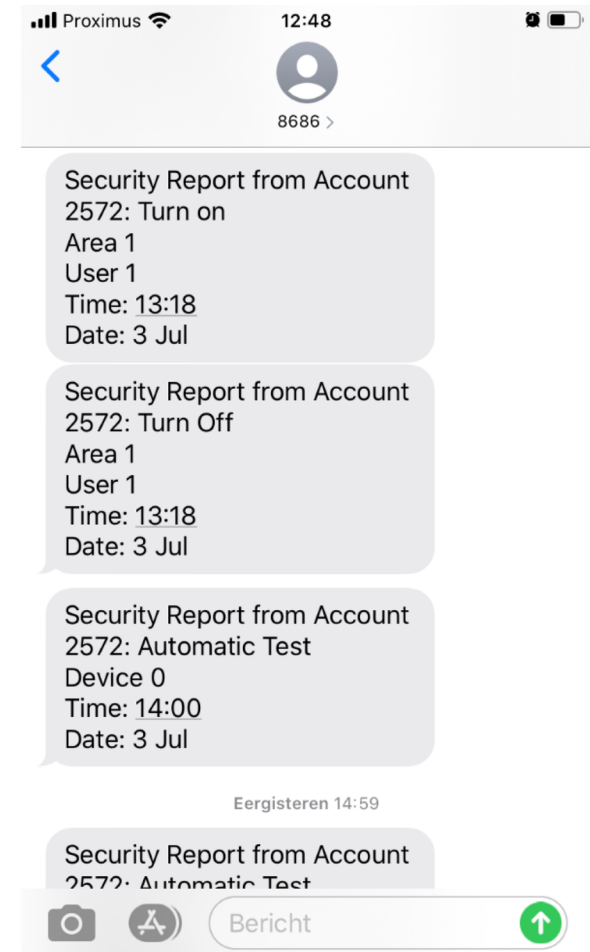 Proximus 12:48
8686 >
Security Report from Account
2572: Turn on
Area 1
User 1
Time: 13:18
Date: 3 Jul
Security Report from Account
2572: Turn Off
Area 1
User 1
Time: 13:18
Date: 3 Jul
Security Report from Account
2572: Automatic Test
Device 0
Time: 14:00
Date: 3 Jul
Eergisteren 14:59
Security Report from Account
2572: Automatic Test
Bericht